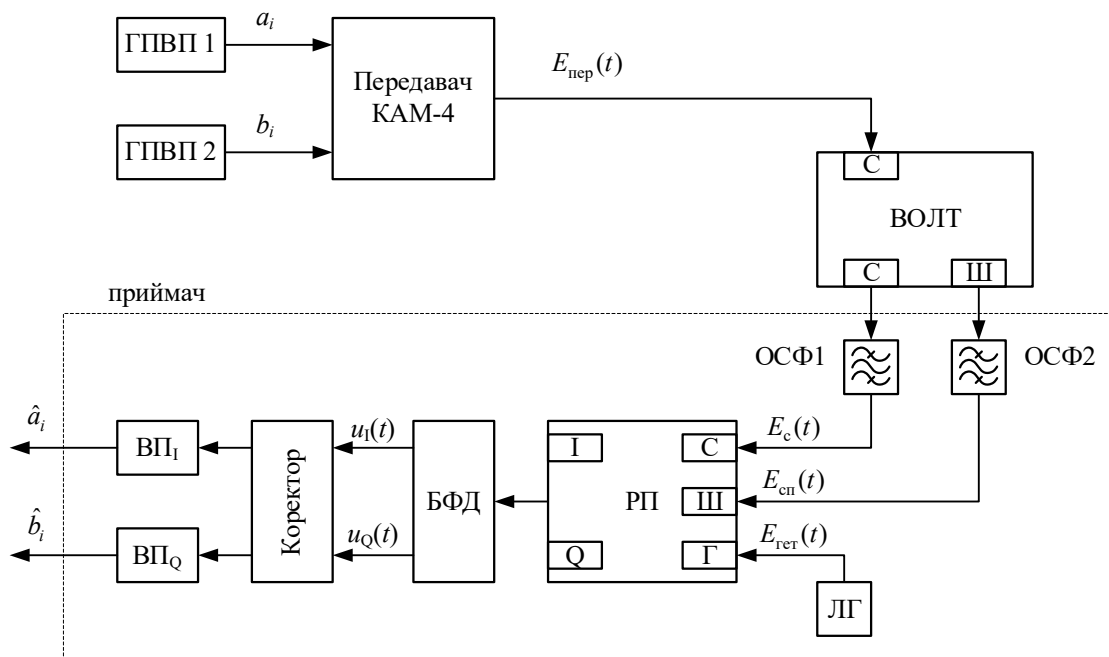 ГПВП 1
a_i
Передавач
КАМ-4
E_пер(t)
ГПВП 2
b_i
С
ВОЛТ
С
Ш
приймач
ОСФ1
ОСФ2
â_i
ВП_I
Коректор
u_I(t)
БФД
I
РП
С
E_с(t)
Ш
E_сп(t)
b̂_i
ВП_Q
u_Q(t)
Q
Г
E_гет(t)
ЛГ